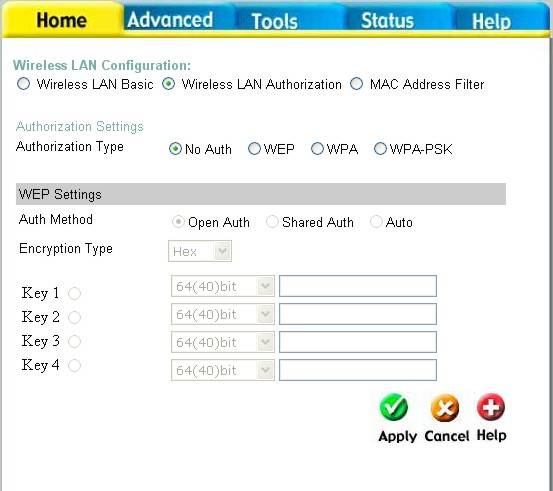 Home Advanced Tools Status Help
Wireless LAN Configuration:
Wireless LAN Basic Wireless LAN Authorization MAC Address Filter
Authorization Settings
Authorization Type No Auth WEP WPA WPA-PSK
WEP Settings
Auth Method Open Auth Shared Auth Auto
Encryption Type Hex
Key 1 64(40)bit
Key 2 64(40)bit
Key 3 64(40)bit
Key 4 64(40)bit
Apply Cancel Help